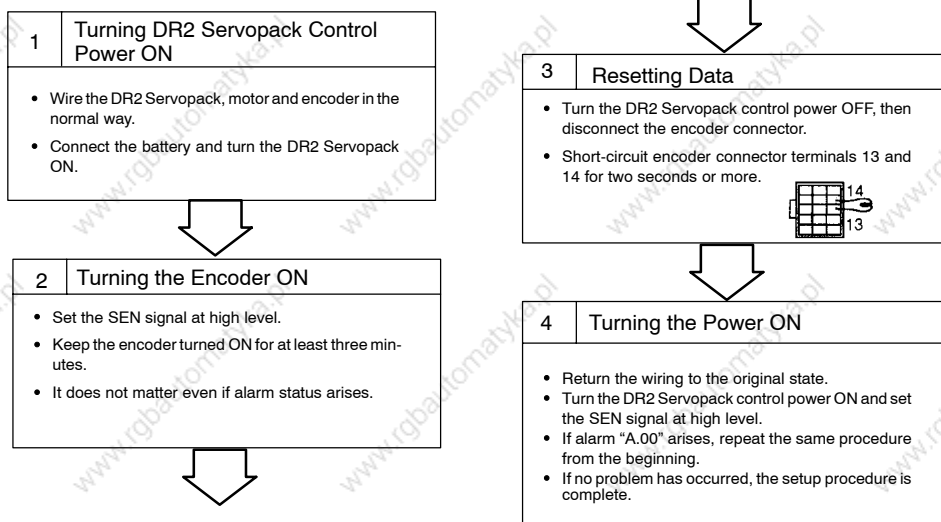 1
Turning DR2 Servopack Control
Power ON
• Wire the DR2 Servopack, motor and encoder in the
normal way.
• Connect the battery and turn the DR2 Servopack
ON.
2
Turning the Encoder ON
• Set the SEN signal at high level.
• Keep the encoder turned ON for at least three min-
utes.
• It does not matter even if alarm status arises.
3
Resetting Data
• Turn the DR2 Servopack control power OFF, then
disconnect the encoder connector.
• Short-circuit encoder connector terminals 13 and
14 for two seconds or more.
14
13
4
Turning the Power ON
• Return the wiring to the original state.
• Turn the DR2 Servopack control power ON and set
the SEN signal at high level.
• If alarm “A.00” arises, repeat the same procedure
from the beginning.
• If no problem has occurred, the setup procedure is
complete.
www.rgbautomatyka.pl